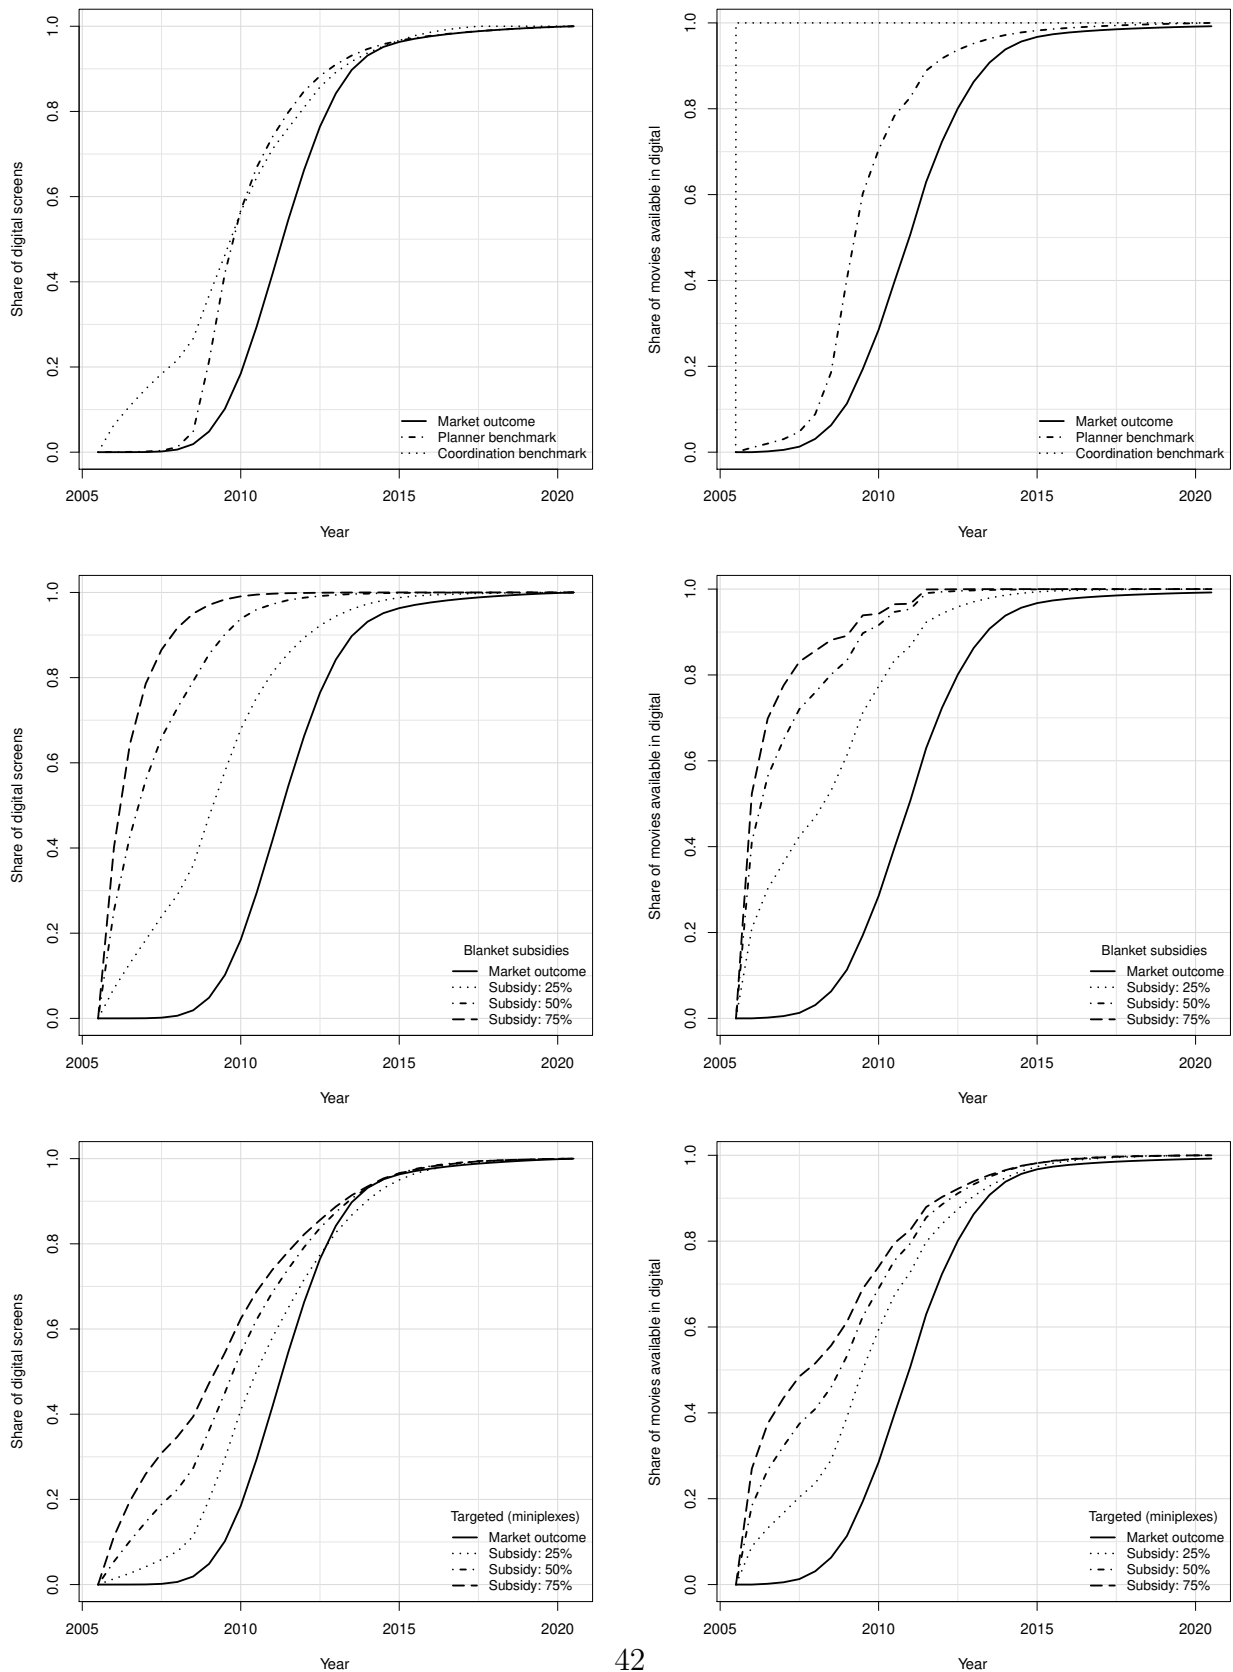 Share of digital screens
1.0
0.8
0.6
0.4
0.2
0.0
Market outcome
Planner benchmark
Coordination benchmark
2005 2010 2015 2020
Year
Share of movies available in digital
1.0
0.8
0.6
0.4
0.2
0.0
Market outcome
Planner benchmark
Coordination benchmark
2005 2010 2015 2020
Year
Share of digital screens
1.0
0.8
0.6
0.4
0.2
0.0
Blanket subsidies
Market outcome
Subsidy: 25%
Subsidy: 50%
Subsidy: 75%
2005 2010 2015 2020
Year
Share of movies available in digital
1.0
0.8
0.6
0.4
0.2
0.0
Blanket subsidies
Market outcome
Subsidy: 25%
Subsidy: 50%
Subsidy: 75%
2005 2010 2015 2020
Year
Share of digital screens
1.0
0.8
0.6
0.4
0.2
0.0
Targeted (miniplexes)
Market outcome
Subsidy: 25%
Subsidy: 50%
Subsidy: 75%
2005 2010 2015 2020
Year
Share of movies available in digital
1.0
0.8
0.6
0.4
0.2
0.0
Targeted (miniplexes)
Market outcome
Subsidy: 25%
Subsidy: 50%
Subsidy: 75%
2005 2010 2015 2020
Year
42